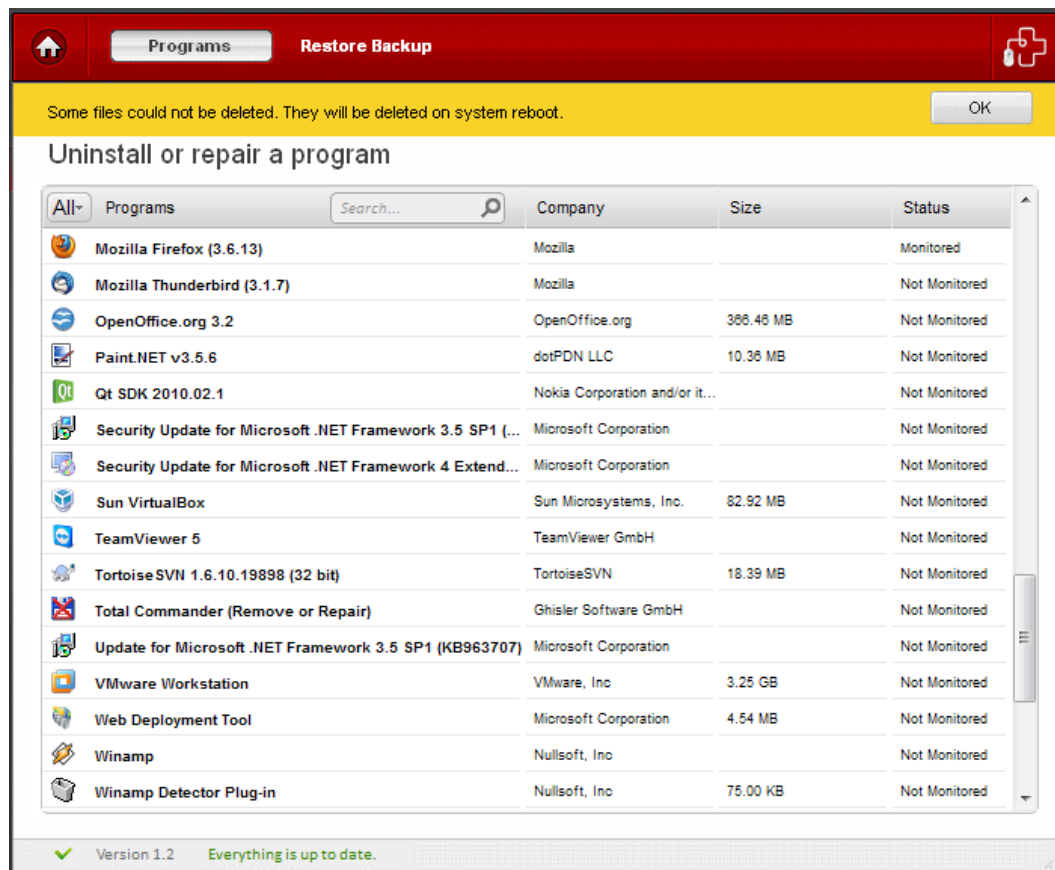 Programs Restore Backup
Some files could not be deleted. They will be deleted on system reboot. OK
Uninstall or repair a program
All Programs Search... Company Size Status
Mozilla Firefox (3.6.13) Mozilla Monitored
Mozilla Thunderbird (3.1.7) Mozilla Not Monitored
OpenOffice.org 3.2 OpenOffice.org 366.46 MB Not Monitored
Paint.NET v3.5.6 dotPDN LLC 10.36 MB Not Monitored
Qt Qt SDK 2010.02.1 Nokia Corporation and/or it... Not Monitored
Security Update for Microsoft .NET Framework 3.5 SP1 (... Microsoft Corporation Not Monitored
Security Update for Microsoft .NET Framework 4 Extend... Microsoft Corporation Not Monitored
Sun VirtualBox Sun Microsystems, Inc. 82.92 MB Not Monitored
TeamViewer 5 TeamViewer GmbH Not Monitored
TortoiseSVN 1.6.10.19898 (32 bit) TortoiseSVN 18.39 MB Not Monitored
Total Commander (Remove or Repair) Ghisler Software GmbH Not Monitored
Update for Microsoft .NET Framework 3.5 SP1 (KB963707) Microsoft Corporation Not Monitored
VMware Workstation VMware, Inc 3.25 GB Not Monitored
Web Deployment Tool Microsoft Corporation 4.54 MB Not Monitored
Winamp Nullsoft, Inc Not Monitored
Winamp Detector Plug-in Nullsoft, Inc 75.00 KB Not Monitored
Version 1.2 Everything is up to date.